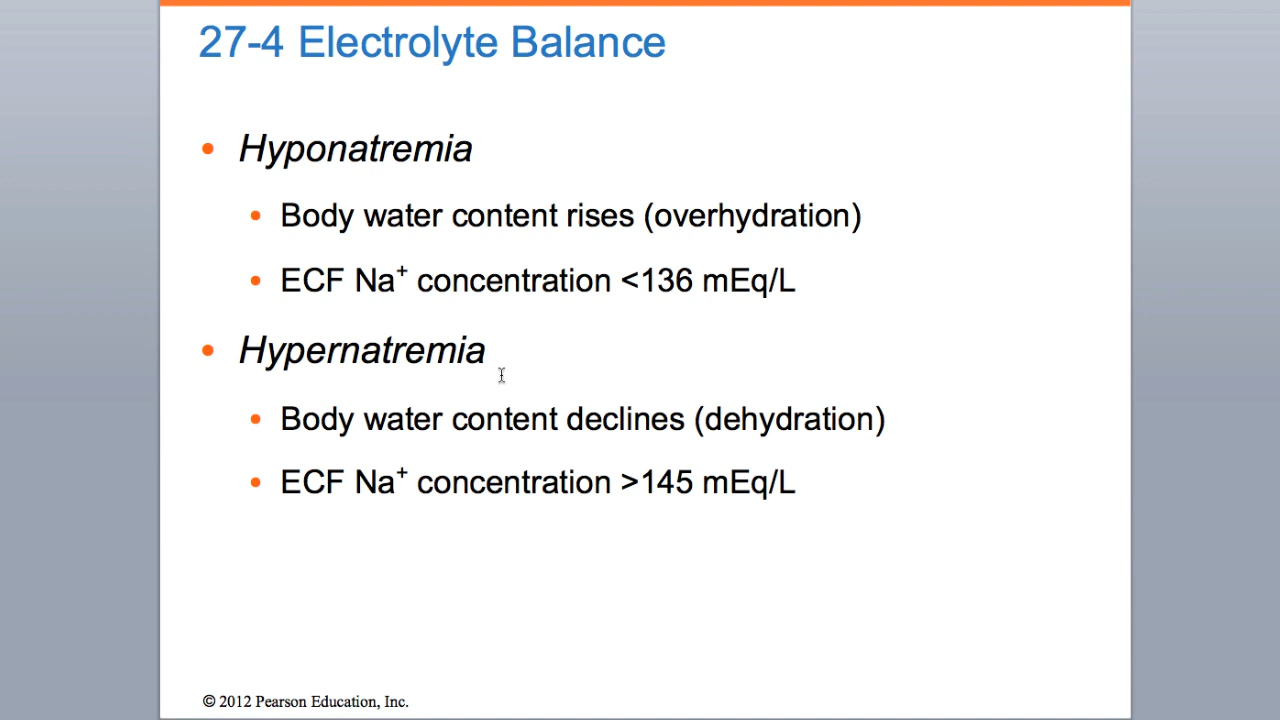 27-4 Electrolyte Balance
• Hyponatremia
• Body water content rises (overhydration)
• ECF Na⁺ concentration <136 mEq/L
• Hypernatremia
• Body water content declines (dehydration)
• ECF Na⁺ concentration >145 mEq/L
© 2012 Pearson Education, Inc.